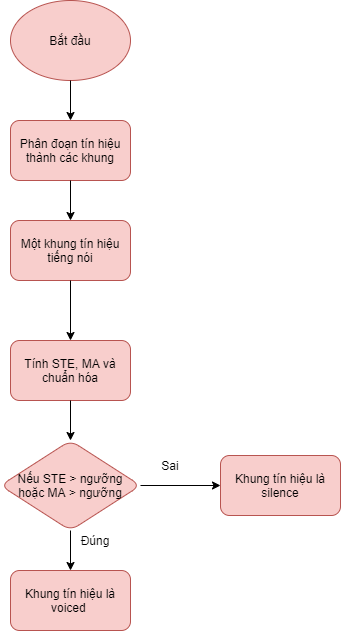 Bắt đầu
Phân đoạn tín hiệu
thành các khung
Một khung tín hiệu
tiếng nói
Tính STE, MA và
chuẩn hóa
Nếu STE > ngưỡng
hoặc MA > ngưỡng
Sai
Khung tín hiệu là
silence
Đúng
Khung tín hiệu là
voiced